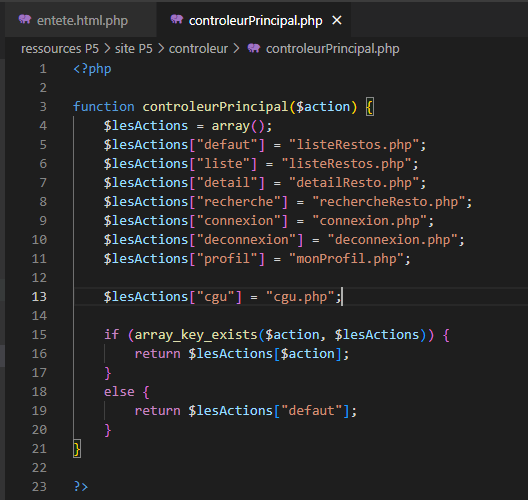 entete.html.php controleurPrincipal.php ×
ressources P5 > site P5 > controleur > controleurPrincipal.php
1 <?php
2
3 function controleurPrincipal($action) {
4     $lesActions = array();
5     $lesActions["defaut"] = "listeRestos.php";
6     $lesActions["liste"] = "listeRestos.php";
7     $lesActions["detail"] = "detailResto.php";
8     $lesActions["recherche"] = "rechercheResto.php";
9     $lesActions["connexion"] = "connexion.php";
10     $lesActions["deconnexion"] = "deconnexion.php";
11     $lesActions["profil"] = "monProfil.php";
12
13     $lesActions["cgu"] = "cgu.php";
14
15     if (array_key_exists($action, $lesActions)) {
16         return $lesActions[$action];
17     }
18     else {
19         return $lesActions["defaut"];
20     }
21 }
22
23 ?>